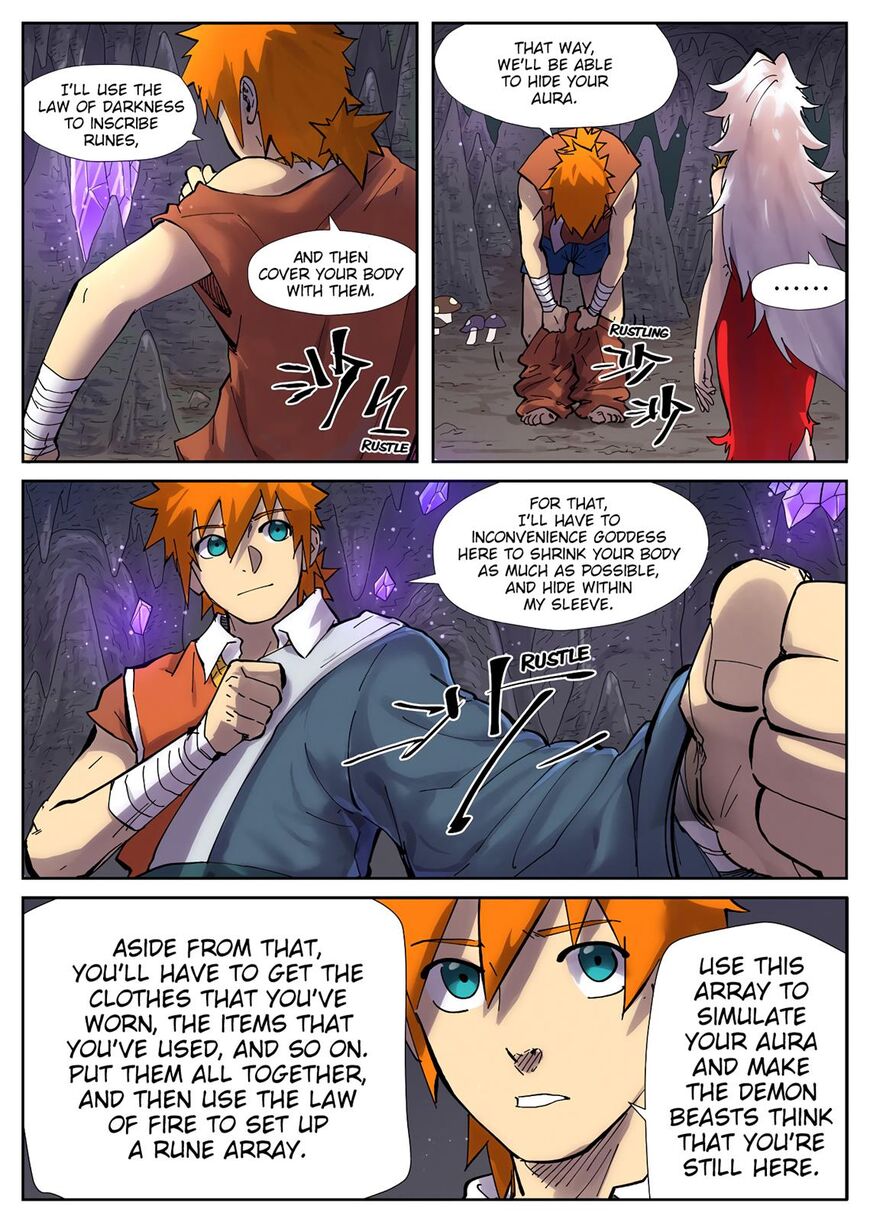 I'LL USE THE
LAW OF DARKNESS
TO INSCRIBE
RUNES,
AND THEN
COVER YOUR BODY
WITH THEM.
RUSTLE
THAT WAY,
WE'LL BE ABLE
TO HIDE YOUR
AURA.
......
RUSTLING
FOR THAT,
I'LL HAVE TO
INCONVENIENCE GODDESS
HERE TO SHRINK YOUR BODY
AS MUCH AS POSSIBLE,
AND HIDE WITHIN
MY SLEEVE.
RUSTLE
ASIDE FROM THAT,
YOU'LL HAVE TO GET THE
CLOTHES THAT YOU'VE
WORN, THE ITEMS THAT
YOU'VE USED, AND SO ON.
PUT THEM ALL TOGETHER,
AND THEN USE THE LAW
OF FIRE TO SET UP
A RUNE ARRAY.
USE THIS
ARRAY TO
SIMULATE
YOUR AURA
AND MAKE
THE DEMON
BEASTS THINK
THAT YOU'RE
STILL HERE.